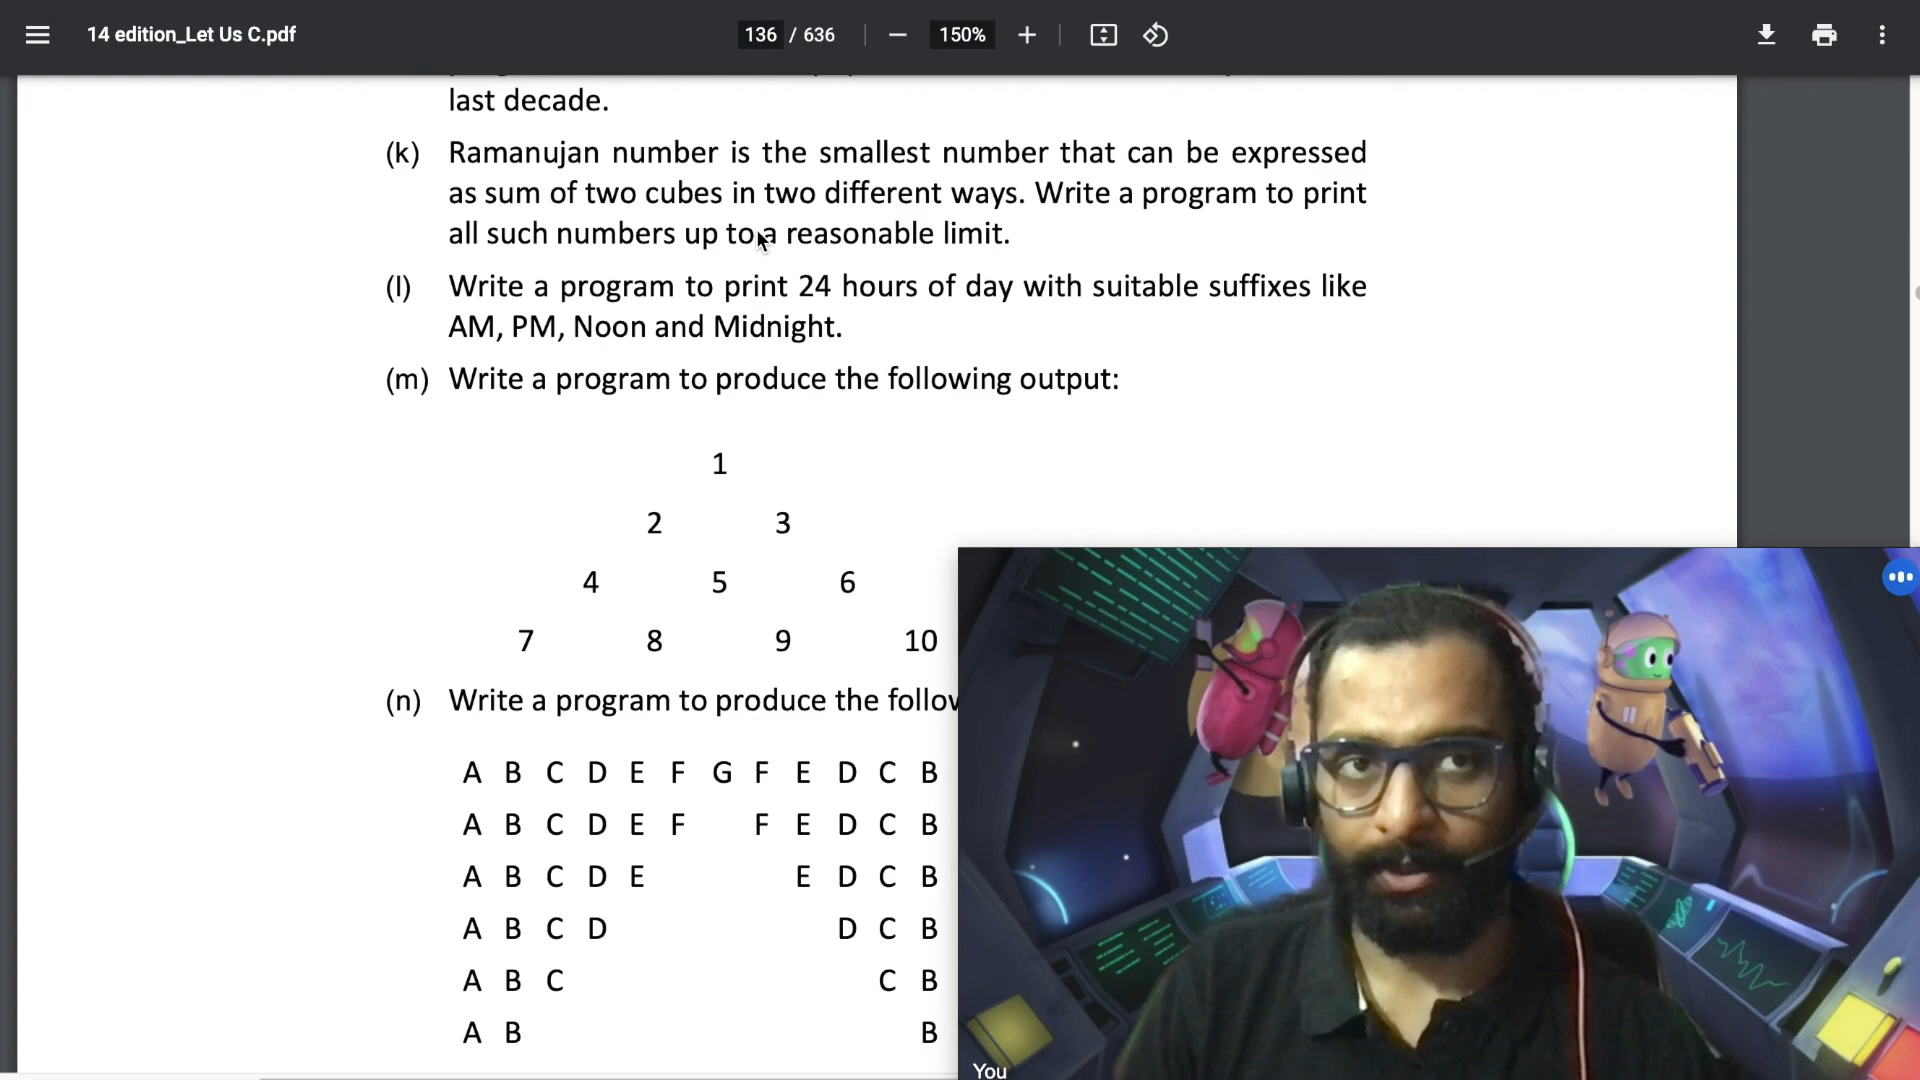 14 edition_Let Us C.pdf
136 / 636
150%
last decade.
(k) Ramanujan number is the smallest number that can be expressed
as sum of two cubes in two different ways. Write a program to print
all such numbers up to a reasonable limit.
(l) Write a program to print 24 hours of day with suitable suffixes like
AM, PM, Noon and Midnight.
(m) Write a program to produce the following output:
1
2 3
4 5 6
7 8 9 10
(n) Write a program to produce the
A B C D E F G F E D C B
A B C D E F F E D C B
A B C D E E D C B
A B C D D C B
A B C C B
A B B
You